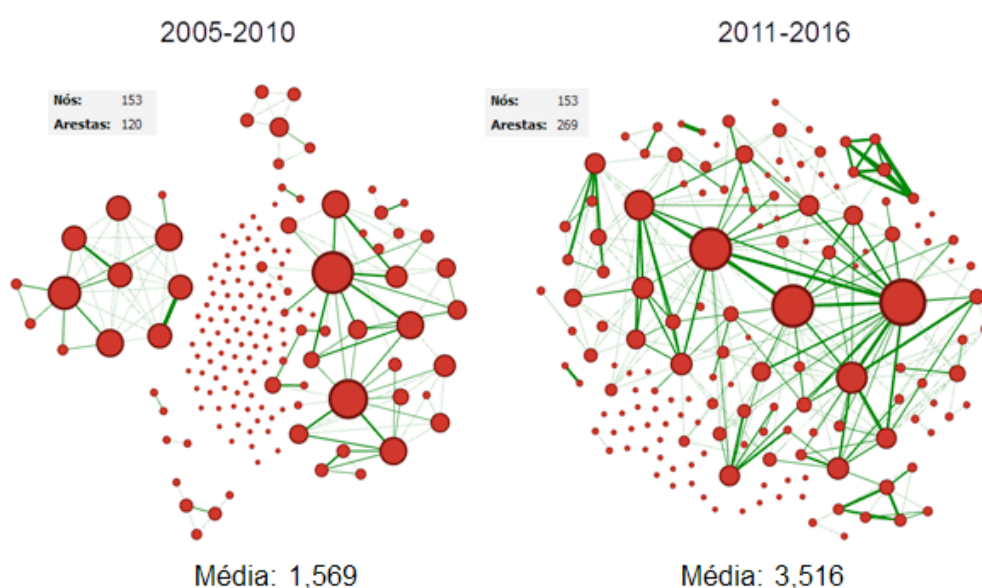 2005-2010
Nós: 153
Arestas: 120
Média: 1,569
2011-2016
Nós: 153
Arestas: 269
Média: 3,516